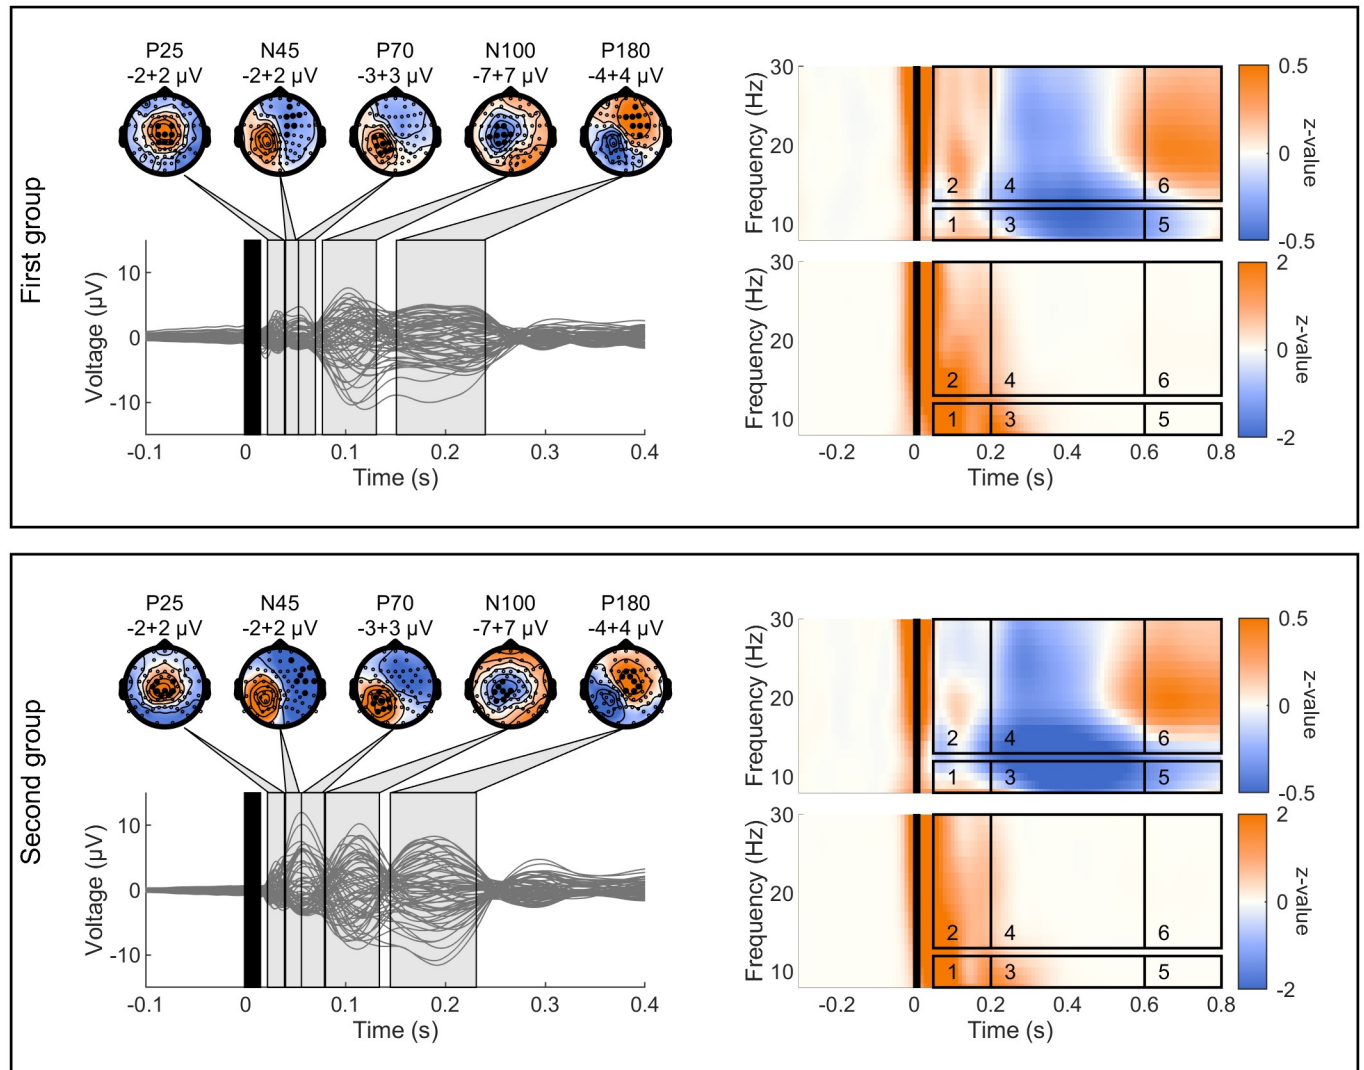 First group
P25 N45 P70 N100 P180
-2+2 µV -2+2 µV -3+3 µV -7+7 µV -4+4 µV
Voltage (µV)
10
0
-10
-0.1 0 0.1 0.2 0.3 0.4
Time (s)
Frequency (Hz)
30
20
10
2 4 6
1 3 5
0.5
0
-0.5
z-value
Frequency (Hz)
30
20
10
2 4 6
1 3 5
2
0
-2
z-value
-0.2 0 0.2 0.4 0.6 0.8
Time (s)
Second group
P25 N45 P70 N100 P180
-2+2 µV -2+2 µV -3+3 µV -7+7 µV -4+4 µV
Voltage (µV)
10
0
-10
-0.1 0 0.1 0.2 0.3 0.4
Time (s)
Frequency (Hz)
30
20
10
2 4 6
1 3 5
0.5
0
-0.5
z-value
Frequency (Hz)
30
20
10
2 4 6
1 3 5
2
0
-2
z-value
-0.2 0 0.2 0.4 0.6 0.8
Time (s)